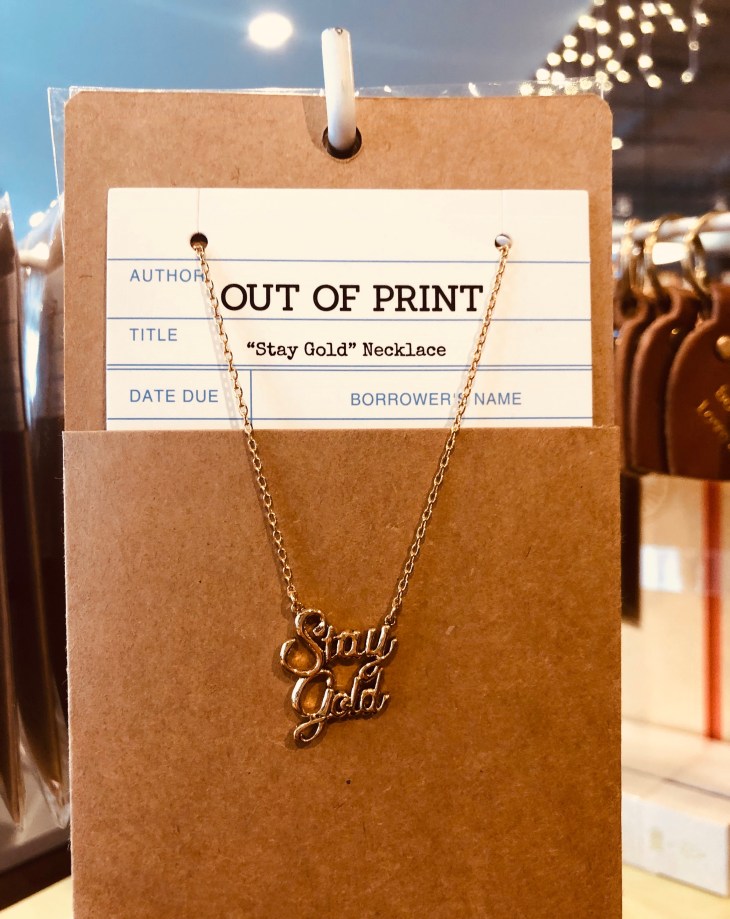 AUTHOR
OUT OF PRINT
TITLE
“Stay Gold” Necklace
DATE DUE BORROWER'S NAME
Stay
Gold